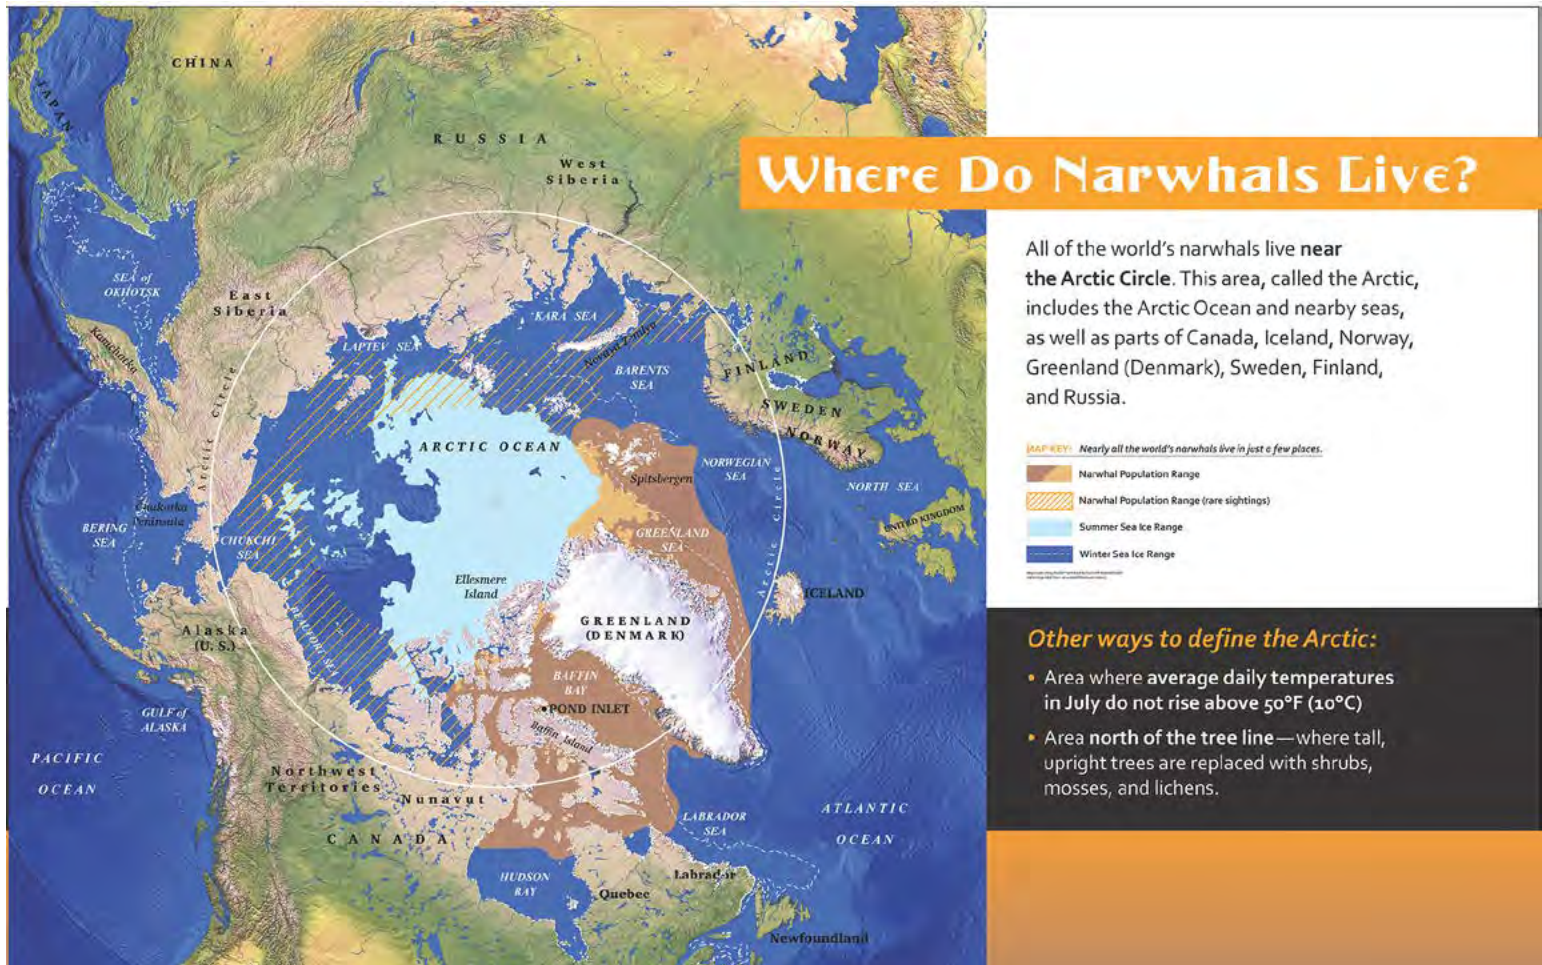 CHINA
JAPAN
RUSSIA
West
Siberia
Where Do Narwhals Live?
All of the world's narwhals live near
the Arctic Circle. This area, called the Arctic,
includes the Arctic Ocean and nearby seas,
as well as parts of Canada, Iceland, Norway,
Greenland (Denmark), Sweden, Finland,
and Russia.
SEA of
OKHOTSK
East
Siberia
KARA SEA
Kamchatka
LAPTEV SEA
BARENTS
SEA
FINLAND
SWEDEN
NORWAY
Arctic Circle
ARCTIC OCEAN
Spitsbergen
NORWEGIAN
SEA
NORTH SEA
MAP KEY: Nearly all the world's narwhals live in just a few places.
Narwhal Population Range
Narwhal Population Range (rare sightings)
Summer Sea Ice Range
Winter Sea Ice Range
Chukotka
Peninsula
BERING
SEA
CHUKCHI
SEA
GREENLAND
SEA
UNITED KINGDOM
Arctic Circle
Ellesmere
Island
ICELAND
GREENLAND
(DENMARK)
BEAUFORT SEA
Alaska
(U. S.)
Other ways to define the Arctic:
• Area where average daily temperatures
in July do not rise above 50°F (10°C)
• Area north of the tree line—where tall,
upright trees are replaced with shrubs,
mosses, and lichens.
BAFFIN
BAY
POND INLET
Baffin Island
GULF of
ALASKA
PACIFIC
OCEAN
Northwest
Territories
Nunavut
CANADA
LABRADOR
SEA
ATLANTIC
OCEAN
HUDSON
BAY
Quebec
Labrador
Newfoundland